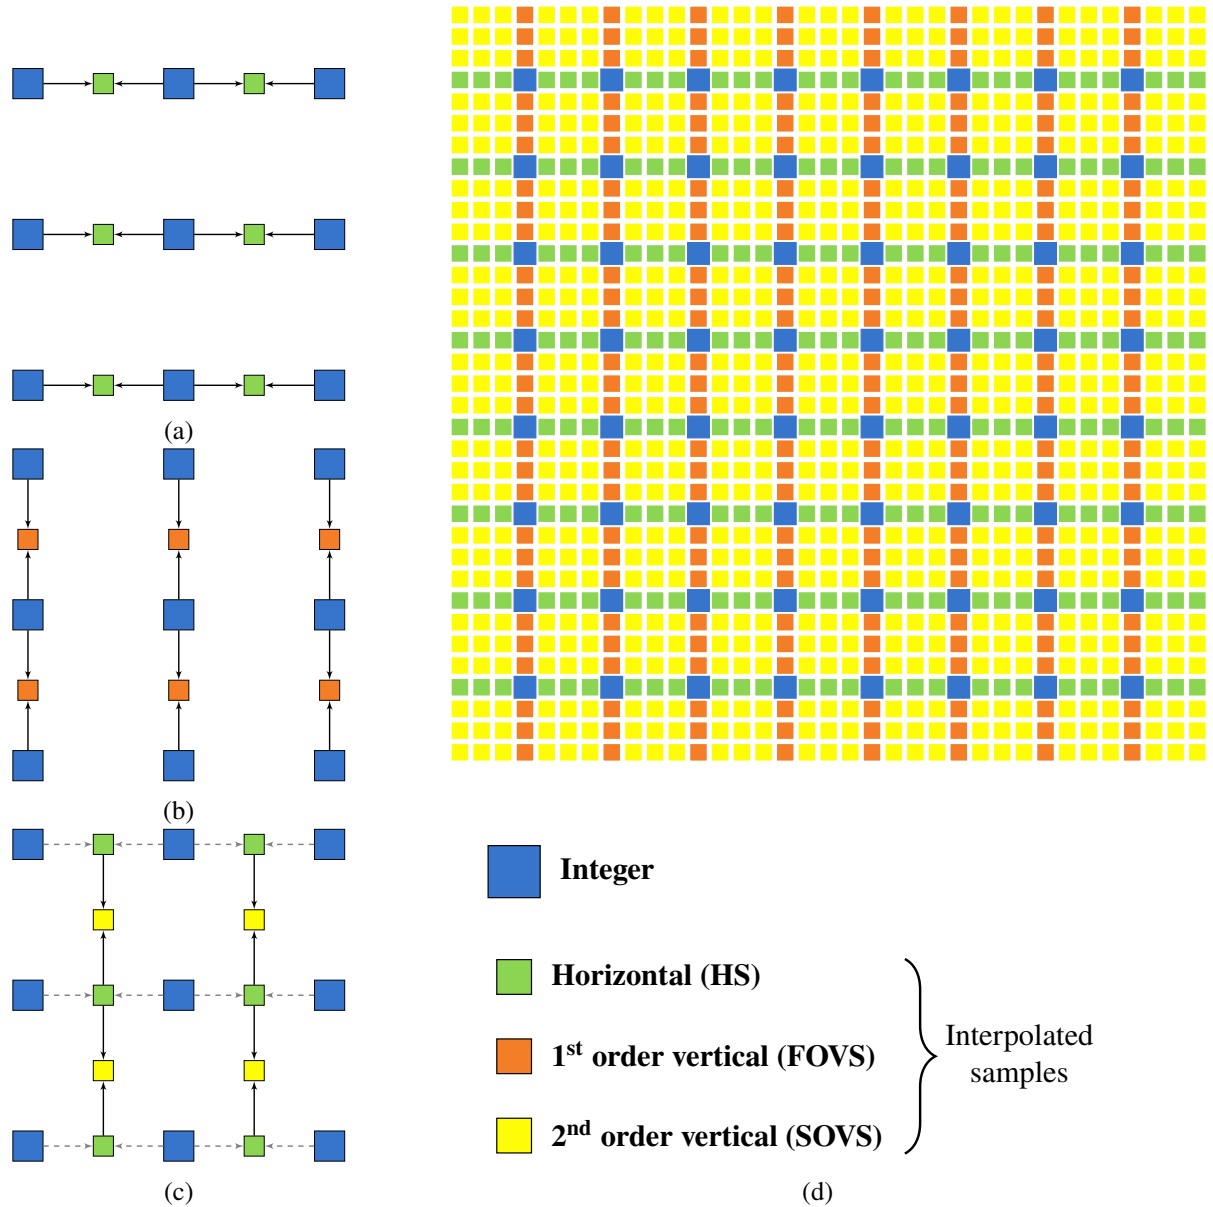 (a)
(b)
(c)
Integer
Horizontal (HS)
1st order vertical (FOVS)
2nd order vertical (SOVS)
Interpolated
samples
(d)